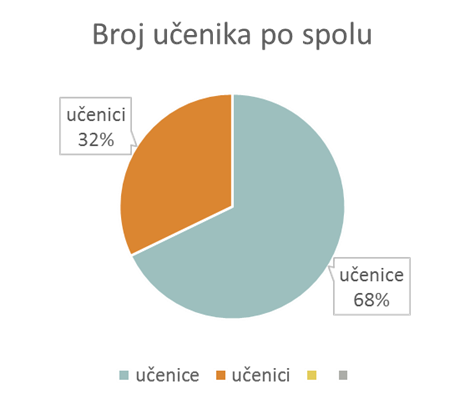 Broj učenika po spolu
učenici
32%
učenice
68%
učenice učenici